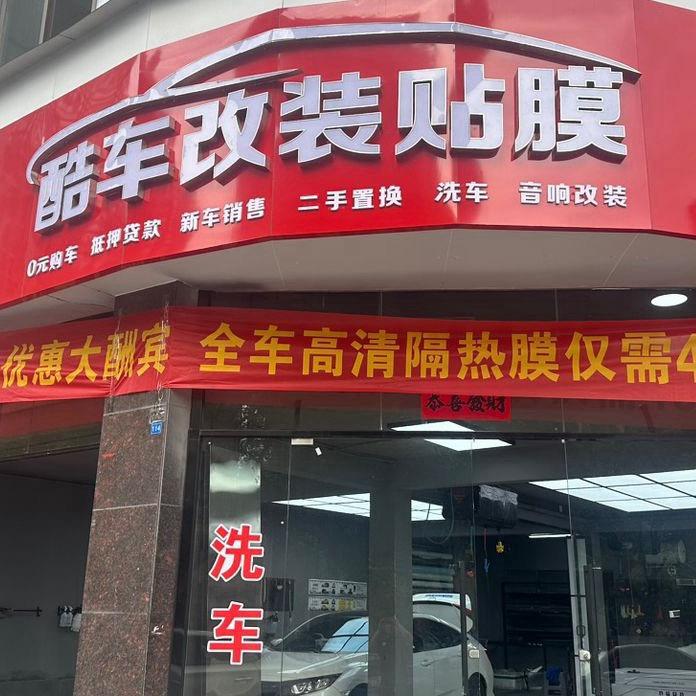 酷车改装贴膜
0元购车 抵押贷款 新车销售 二手置换 洗车 音响改装
优惠大酬宾 全车高清隔热膜仅需4
恭喜發財
洗车